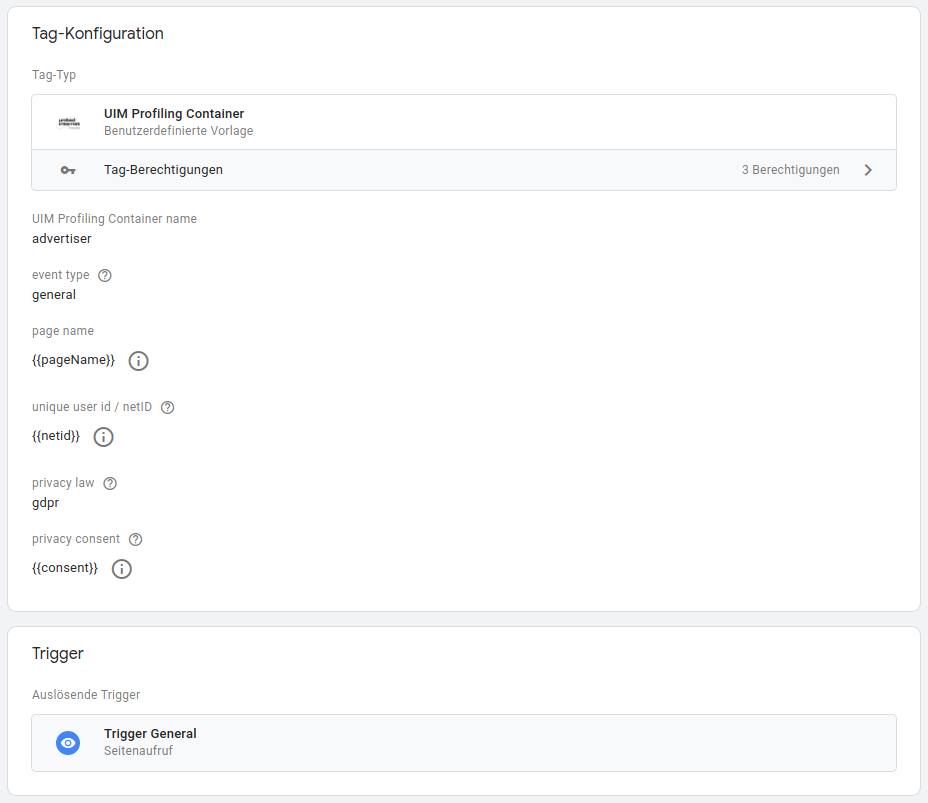 Tag-Konfiguration
Tag-Typ
UIM Profiling Container
Benutzerdefinierte Vorlage
Tag-Berechtigungen
3 Berechtigungen
UIM Profiling Container name
advertiser
event type
general
page name
{{pageName}}
unique user id / netID
{{netid}}
privacy law
gdpr
privacy consent
{{consent}}
Trigger
Auslösende Trigger
Trigger General
Seitenaufruf